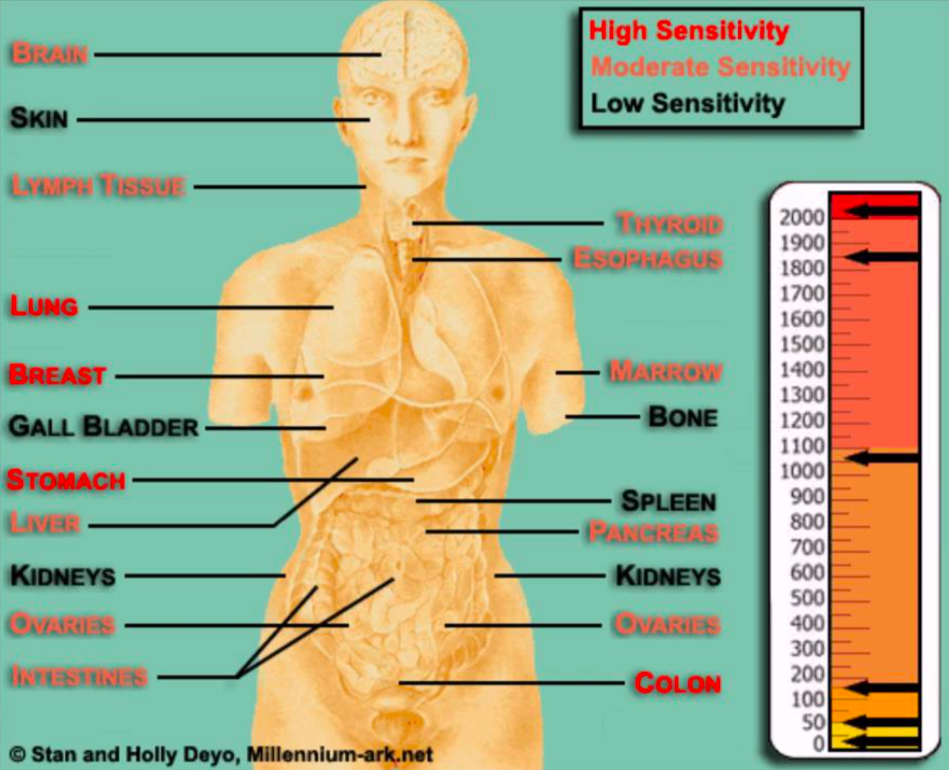 BRAIN
SKIN
LYMPH TISSUE
LUNG
BREAST
GALL BLADDER
STOMACH
LIVER
KIDNEYS
OVARIES
INTESTINES
© Stan and Holly Deyo, Millennium-ark.net
High Sensitivity
Moderate Sensitivity
Low Sensitivity
THYROID
ESOPHAGUS
MARROW
BONE
SPLEEN
PANCREAS
KIDNEYS
OVARIES
COLON
2000
1900
1800
1700
1600
1500
1400
1300
1200
1100
1000
900
800
700
600
500
400
300
200
100
50
0